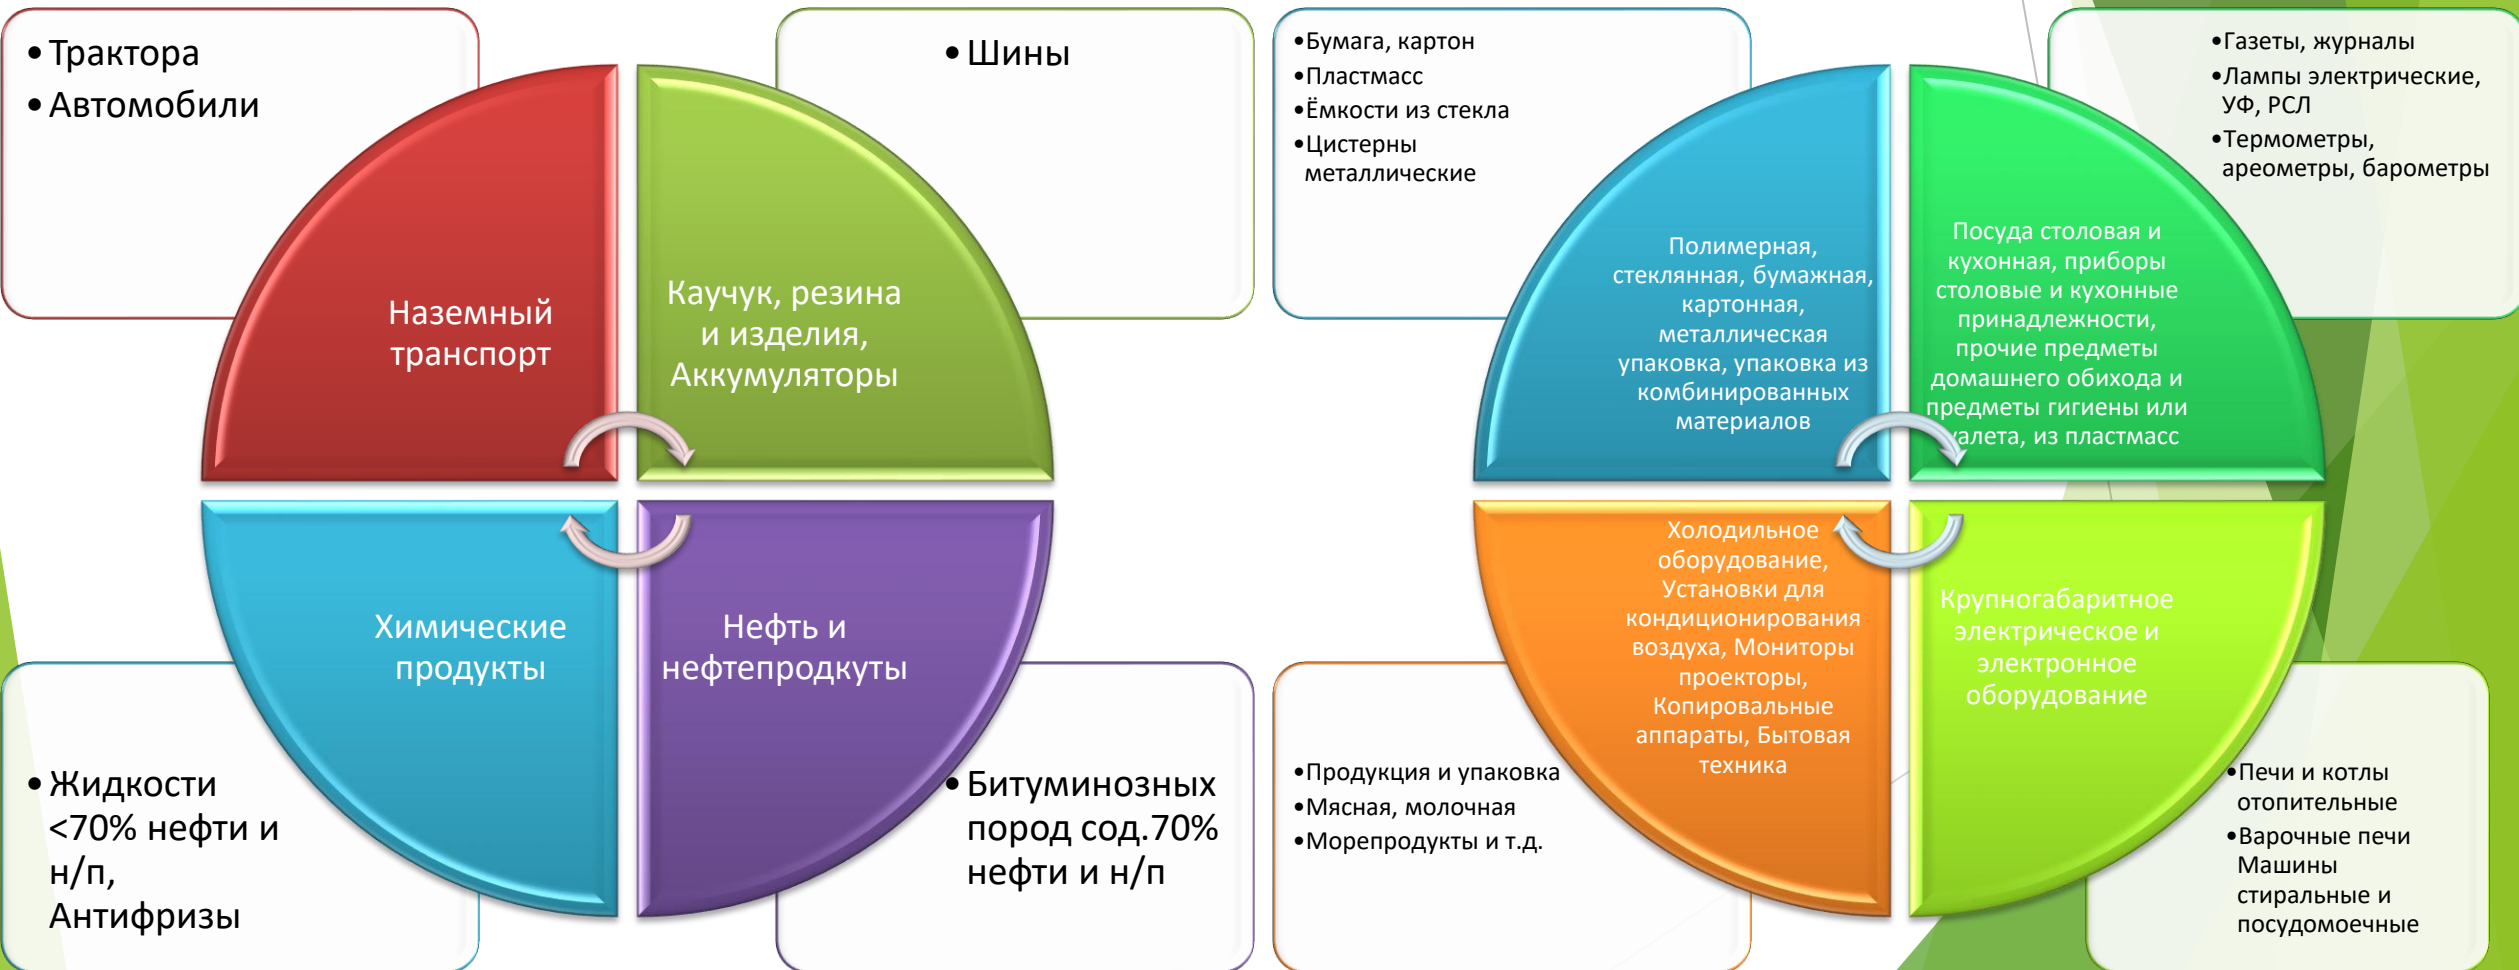 •Трактора
•Автомобили
Наземный
транспорт
•Шины
Каучук, резина
и изделия,
Аккумуляторы
Химические
продукты
•Жидкости
<70% нефти и
н/п,
Антифризы
Нефть и
нефтепродкуты
•Битуминозных
пород сод.70%
нефти и н/п
•Бумага, картон
•Пластмасс
•Ёмкости из стекла
•Цистерны
металлические
Полимерная,
стеклянная, бумажная,
картонная,
металлическая
упаковка, упаковка из
комбинированных
материалов
•Газеты, журналы
•Лампы электрические,
УФ, РСЛ
•Термометры,
ареометры, барометры
Посуда столовая и
кухонная, приборы
столовые и кухонные
принадлежности,
прочие предметы
домашнего обихода и
предметы гигиены или
туалета, из пластмасс
Холодильное
оборудование,
Установки для
кондиционирования
воздуха, Мониторы
проекторы,
Копировальные
аппараты, Бытовая
техника
•Продукция и упаковка
•Мясная, молочная
•Морепродукты и т.д.
Крупногабаритное
электрическое и
электронное
оборудование
•Печи и котлы
отопительные
•Варочные печи
Машины
стиральные и
посудомоечные